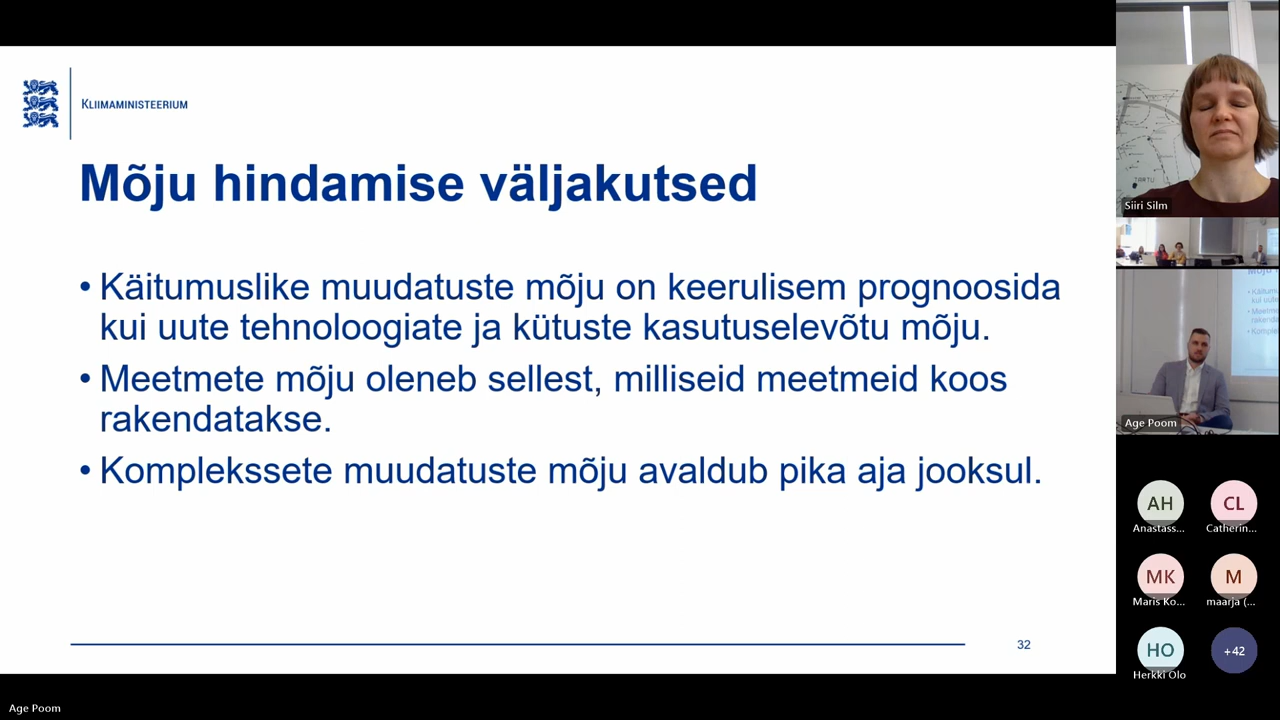 KLIIMAMINISTEERIUM
Mõju hindamise väljakutsed
• Käitumuslike muudatuste mõju on keerulisem prognoosida
kui uute tehnoloogiate ja kütuste kasutuselevõtu mõju.
• Meetmete mõju oleneb sellest, milliseid meetmeid koos
rakendatakse.
• Komplekssete muudatuste mõju avaldub pika aja jooksul.
32
Age Poom
TARTU
Siiri Silm
Age Poom
AH
Anastass...
CL
Catherin...
MK
Maris Ko...
M
maarja (...
HO
Herkki Olo
+42